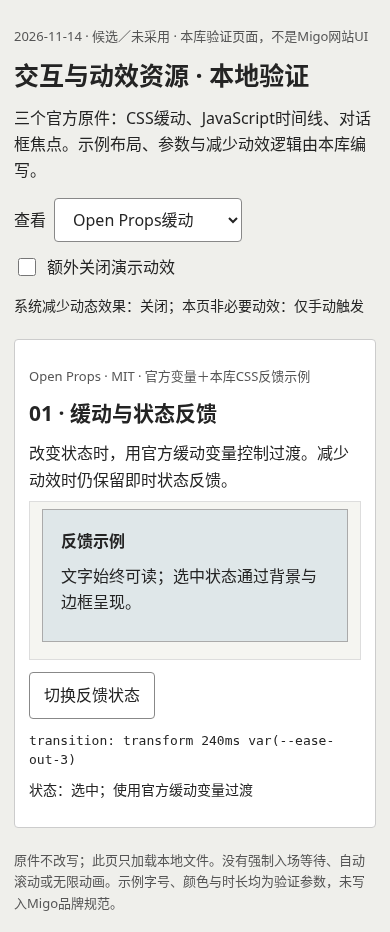 2026-11-14 · 候选／未采用 · 本库验证页面，不是Migo网站UI
交互与动效资源 · 本地验证
三个官方原件：CSS缓动、JavaScript时间线、对话
框焦点。示例布局、参数与减少动效逻辑由本库编
写。
查看 Open Props缓动
额外关闭演示动效
系统减少动态效果：关闭；本页非必要动效：仅手动触发
Open Props · MIT · 官方变量＋本库CSS反馈示例
01 · 缓动与状态反馈
改变状态时，用官方缓动变量控制过渡。减少
动效时仍保留即时状态反馈。
反馈示例
文字始终可读；选中状态通过背景与
边框呈现。
切换反馈状态
transition: transform 240ms var(--ease-
out-3)
状态：选中；使用官方缓动变量过渡
原件不改写；此页只加载本地文件。没有强制入场等待、自动
滚动或无限动画。示例字号、颜色与时长均为验证参数，未写
入Migo品牌规范。